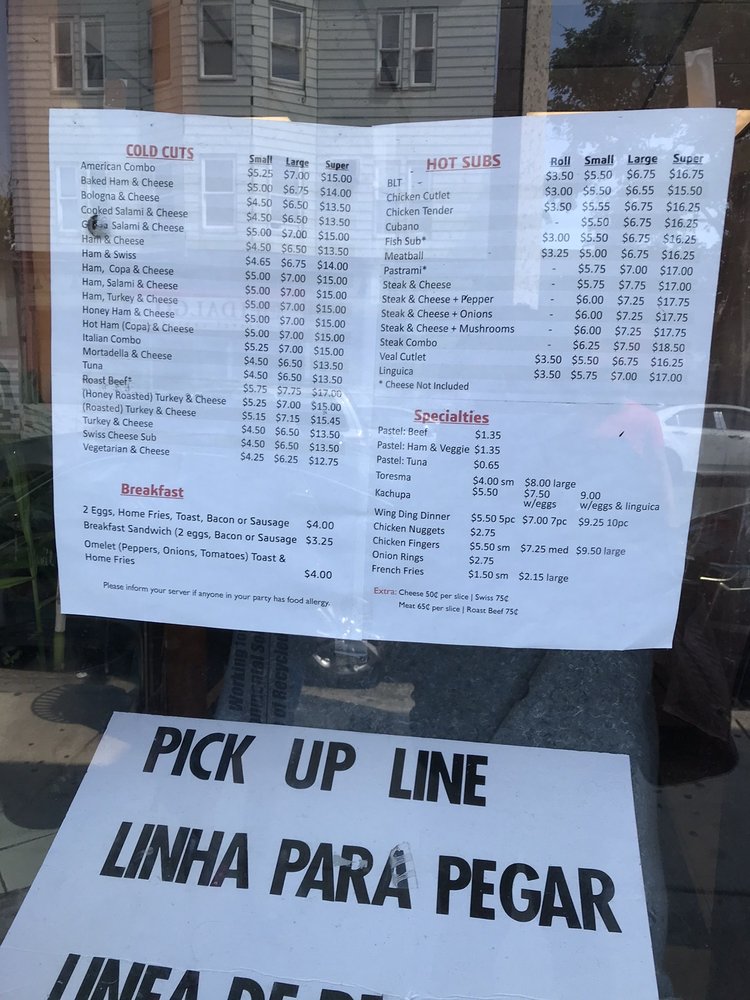 COLD CUTS Small Large Super
American Combo $5.25 $7.00 $15.00
Baked Ham & Cheese $5.00 $6.75 $14.00
Bologna & Cheese $4.50 $6.50 $13.50
Cooked Salami & Cheese $4.50 $6.50 $13.50
Salami & Cheese $5.00 $7.00 $15.00
Ham & Cheese $4.50 $6.50 $13.50
Ham & Swiss $4.65 $6.75 $14.00
Ham, Copa & Cheese $5.00 $7.00 $15.00
Ham, Salami & Cheese $5.00 $7.00 $15.00
Ham, Turkey & Cheese $5.00 $7.00 $15.00
Honey Ham & Cheese $5.00 $7.00 $15.00
Hot Ham (Copa) & Cheese $5.00 $7.00 $15.00
Italian Combo $5.25 $7.00 $15.00
Mortadella & Cheese $4.50 $6.50 $13.50
Tuna $4.50 $6.50 $13.50
Roast Beef* $5.75 $7.75 $17.00
(Honey Roasted) Turkey & Cheese $5.25 $7.00 $15.00
(Roasted) Turkey & Cheese $5.15 $7.15 $15.45
Turkey & Cheese $4.50 $6.50 $13.50
Swiss Cheese Sub $4.50 $6.50 $13.50
Vegetarian & Cheese $4.25 $6.25 $12.75
Breakfast
2 Eggs, Home Fries, Toast, Bacon or Sausage $4.00
Breakfast Sandwich (2 eggs, Bacon or Sausage $3.25
Omelet (Peppers, Onions, Tomatoes) Toast &
Home Fries
$4.00
Please inform your server if anyone in your party has food allergy.
HOT SUBS Roll Small Large Super
BLT - $3.50 $5.50 $6.75 $16.75
Chicken Cutlet $3.00 $5.50 $6.55 $15.50
Chicken Tender $3.50 $5.55 $6.75 $16.25
Cubano - $5.50 $6.75 $16.25
Fish Sub* $3.00 $5.50 $6.75 $16.25
Meatball $3.25 $5.00 $6.75 $16.25
Pastrami* - $5.75 $7.00 $17.00
Steak & Cheese - $5.75 $7.75 $17.00
Steak & Cheese + Pepper - $6.00 $7.25 $17.75
Steak & Cheese + Onions - $6.00 $7.25 $17.75
Steak & Cheese + Mushrooms - $6.00 $7.25 $17.75
Steak Combo - $6.25 $7.50 $18.50
Veal Cutlet $3.50 $5.50 $6.75 $16.25
Linguica $3.50 $5.75 $7.00 $17.00
* Cheese Not Included
Specialties
Pastel: Beef $1.35
Pastel: Ham & Veggie $1.35
Pastel: Tuna $0.65
Toresma $4.00 sm $8.00 large
Kachupa $5.50 $7.50 9.00
w/eggs w/eggs & linguica
Wing Ding Dinner $5.50 5pc $7.00 7pc $9.25 10pc
Chicken Nuggets $2.75
Chicken Fingers $5.50 sm $7.25 med $9.50 large
Onion Rings $2.75
French Fries $1.50 sm $2.15 large
Extra: Cheese 50¢ per slice | Swiss 75¢
Meat 65¢ per slice | Roast Beef 75¢
PICK UP LINE
LINHA PARA PEGAR
LINEA DE